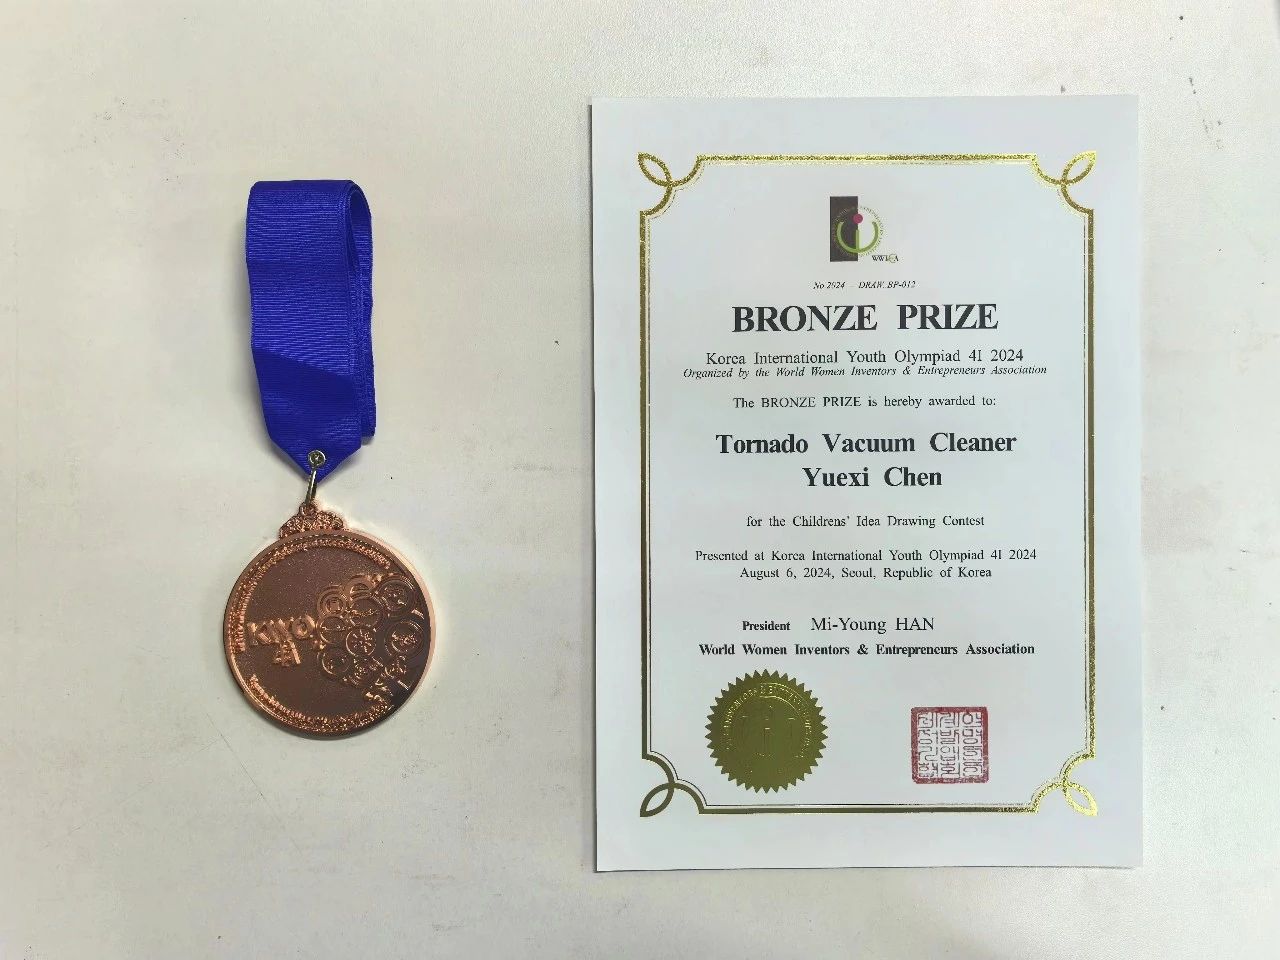 KIYO
4I
WWIEA
No 2024 - DRAW. BP-012
BRONZE PRIZE
Korea International Youth Olympiad 4I 2024
Organized by the World Women Inventors & Entrepreneurs Association
The BRONZE PRIZE is hereby awarded to:
Tornado Vacuum Cleaner
Yuexi Chen
for the Childrens' Idea Drawing Contest
Presented at Korea International Youth Olympiad 4I 2024
August 6, 2024, Seoul, Republic of Korea
President Mi-Young HAN
World Women Inventors & Entrepreneurs Association